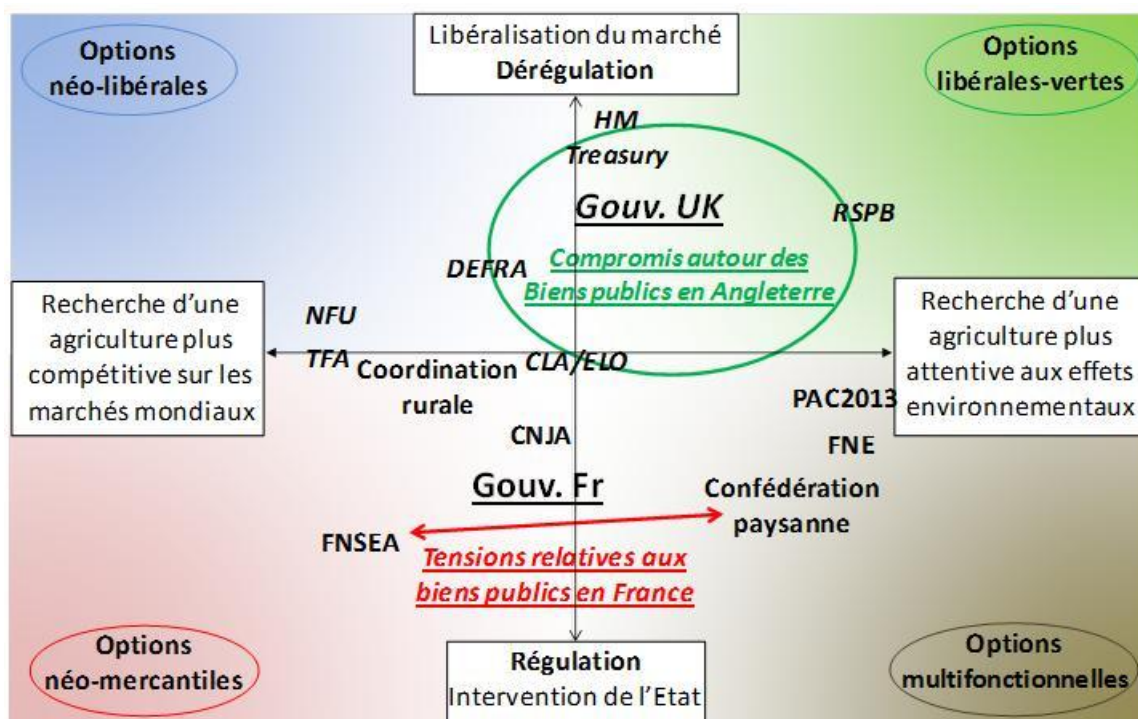 Options
néo-libérales
Libéralisation du marché
Dérégulation
Options
libérales-vertes
HM
Treasury
Gouv. UK
RSPB
DEFRA
Compromis autour des
Biens publics en Angleterre
Recherche d’une
agriculture plus
compétitive sur les
marchés mondiaux
NFU
TFA
Coordination
rurale
CLA/ELO
Recherche d’une
agriculture plus
attentive aux effets
environnementaux
PAC2013
CNJA
FNE
Gouv. Fr
Confédération
paysanne
FNSEA
Tensions relatives aux
biens publics en France
Options
néo-mercantiles
Régulation
Intervention de l’Etat
Options
multifonctionnelles